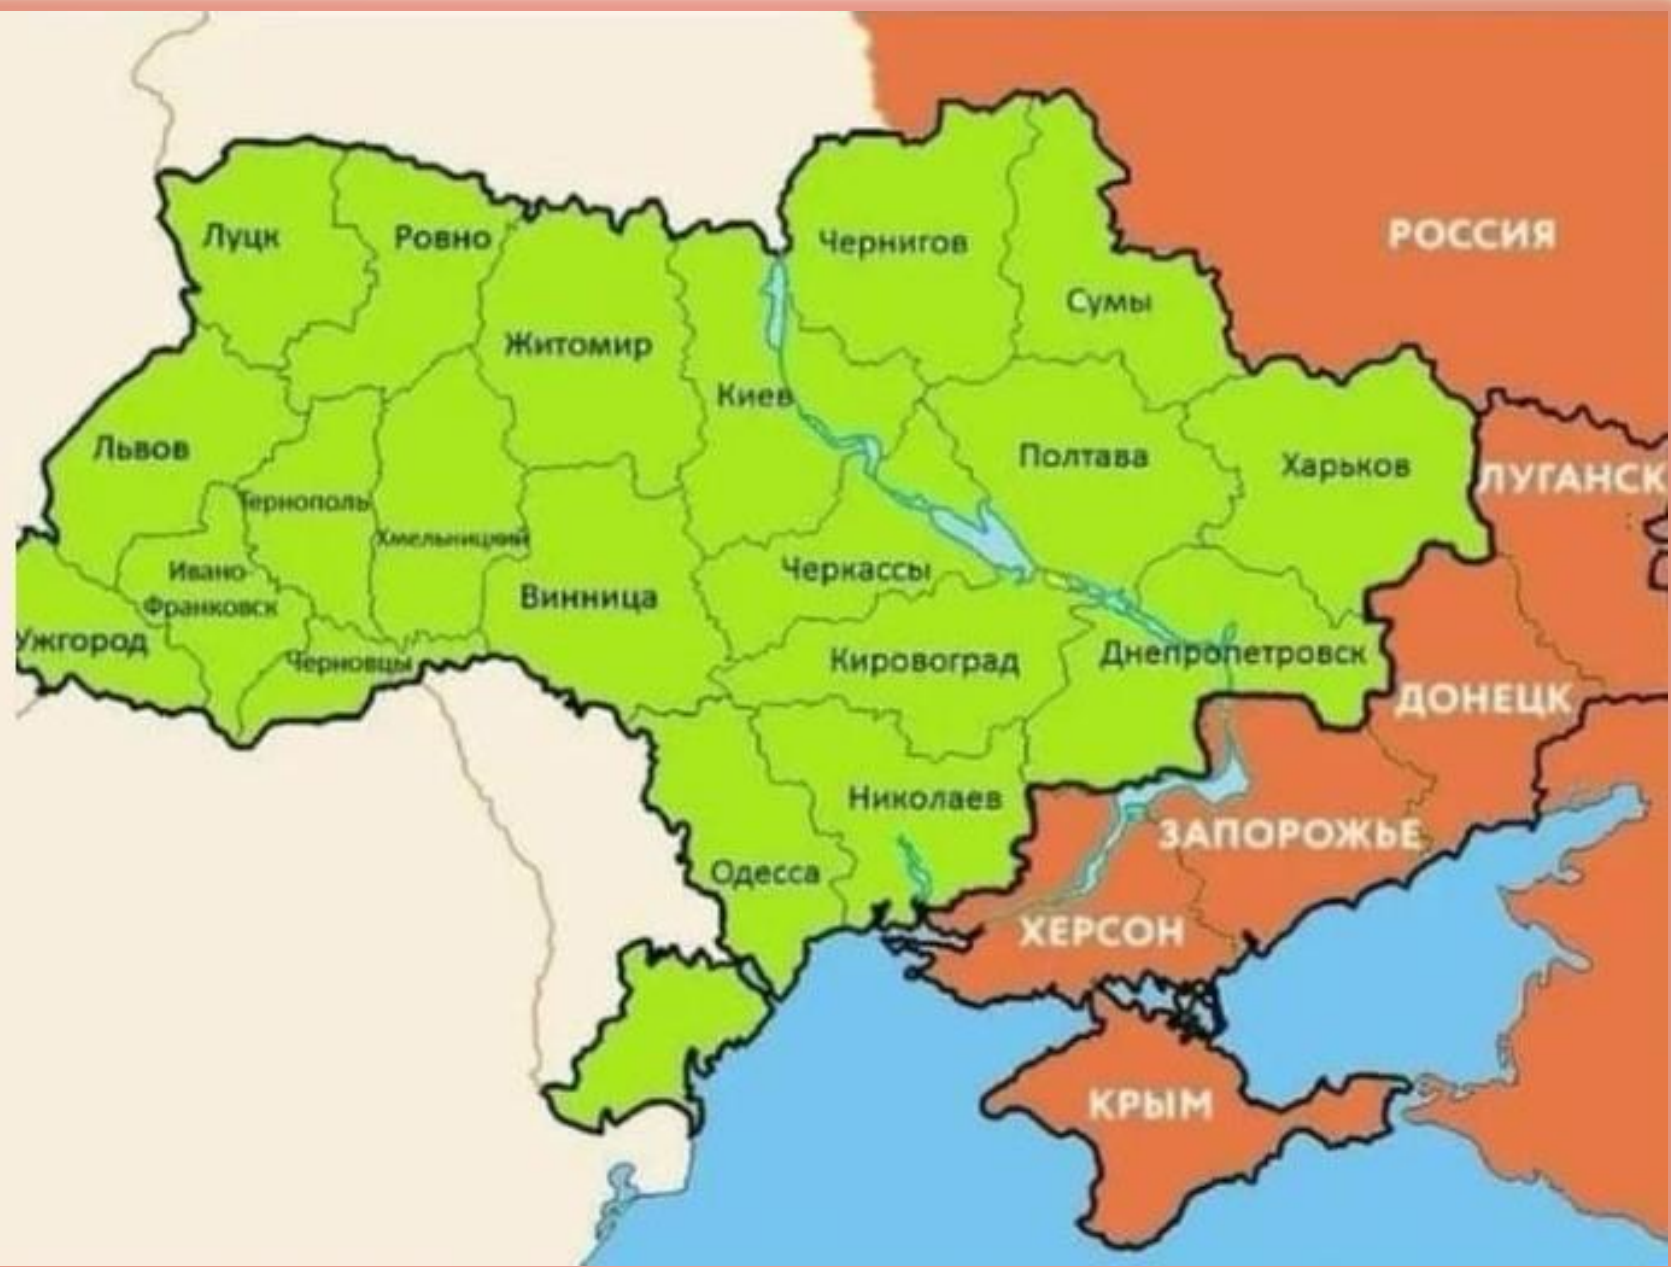 РОССИЯ
Луцк
Ровно
Чернигов
Сумы
Житомир
Киев
Львов
Полтава
Харьков
ЛУГАНСК
Тернополь
Хмельницкий
Ивано-
Франковск
Черкассы
Винница
Ужгород
Черновцы
Кировоград
Днепропетровск
ДОНЕЦК
Николаев
ЗАПОРОЖЬЕ
Одесса
ХЕРСОН
КРЫМ